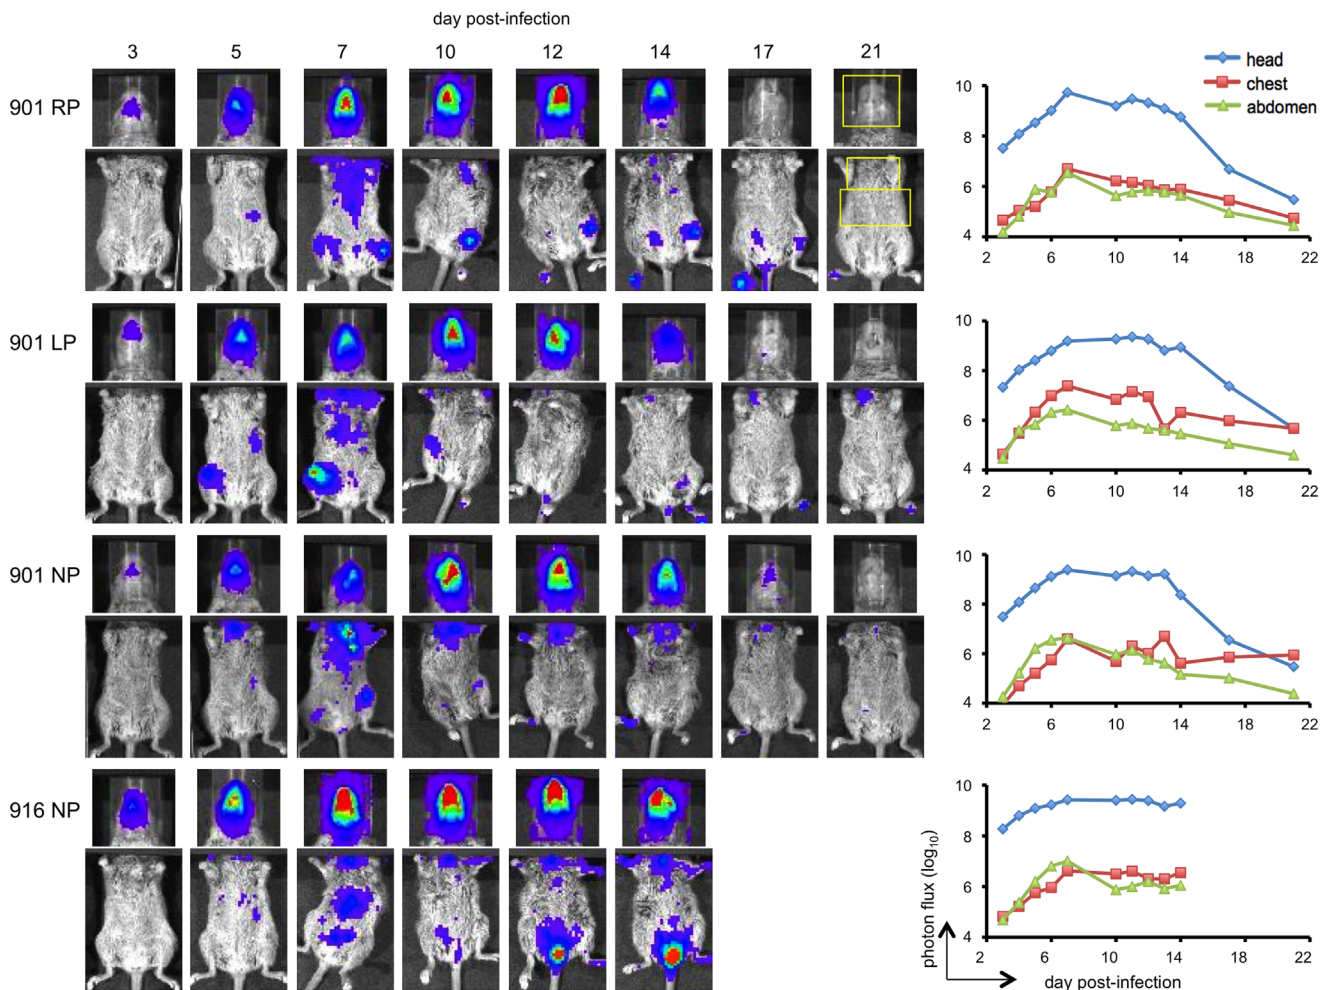 day post-infection
3 5 7 10 12 14 17 21
901 RP
901 LP
901 NP
916 NP
head
chest
abdomen
10
8
6
4
2 6 10 14 18 22
10
8
6
4
2 6 10 14 18 22
10
8
6
4
2 6 10 14 18 22
10
8
6
4
2 6 10 14 18 22
photon flux (log10)
day post-infection